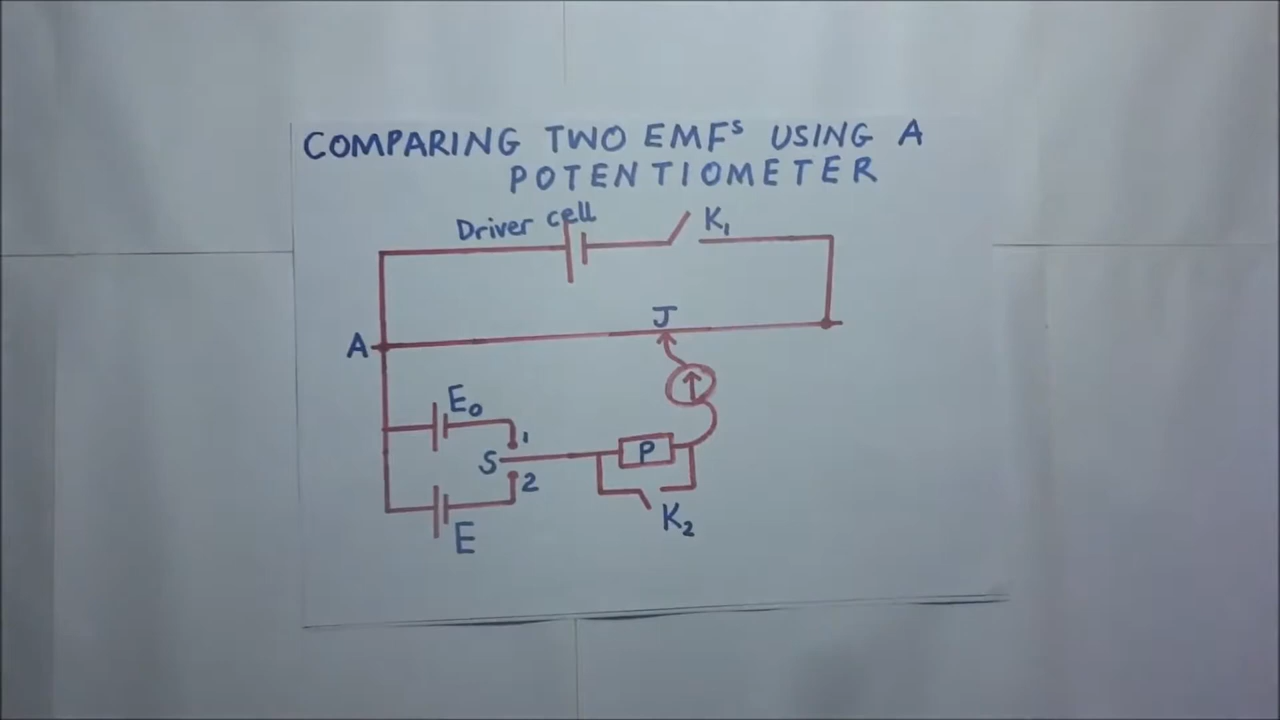 COMPARING TWO EMFs USING A
POTENTIOMETER
Driver cell
K₁
J
A
E₀
1
S
P
2
K₂
E